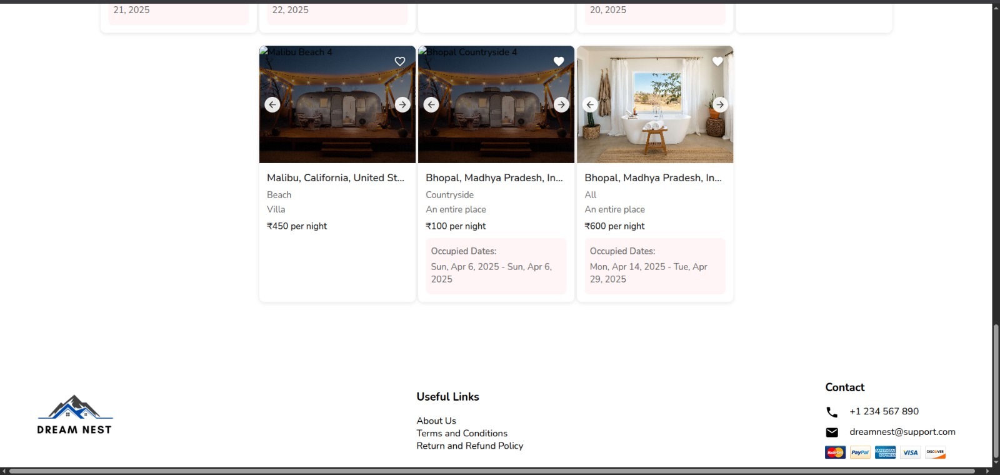 21, 2025
22, 2025
20, 2025
Malibu Beach 4
Bhopal Countryside 4
Malibu, California, United St...
Beach
Villa
₹450 per night
Bhopal, Madhya Pradesh, In...
Countryside
An entire place
₹100 per night
Occupied Dates:
Sun, Apr 6, 2025 - Sun, Apr 6,
2025
Bhopal, Madhya Pradesh, In...
All
An entire place
₹600 per night
Occupied Dates:
Mon, Apr 14, 2025 - Tue, Apr
29, 2025
DREAM NEST
Useful Links
About Us
Terms and Conditions
Return and Refund Policy
Contact
+1 234 567 890
dreamnest@support.com
MasterCard
PayPal
AMERICAN
EXPRESS
VISA
DISCOVER